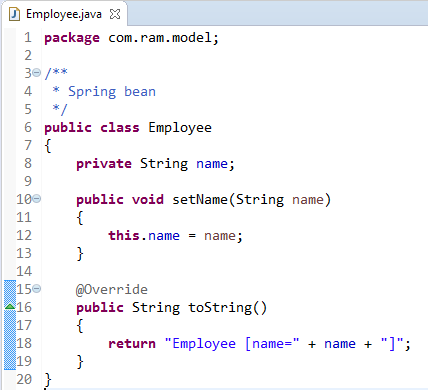 Employee.java
1 package com.ram.model;
2
3 /**
4  * Spring bean
5  */
6 public class Employee
7 {
8     private String name;
9
10     public void setName(String name)
11     {
12         this.name = name;
13     }
14
15     @Override
16     public String toString()
17     {
18         return "Employee [name=" + name + "]";
19     }
20 }